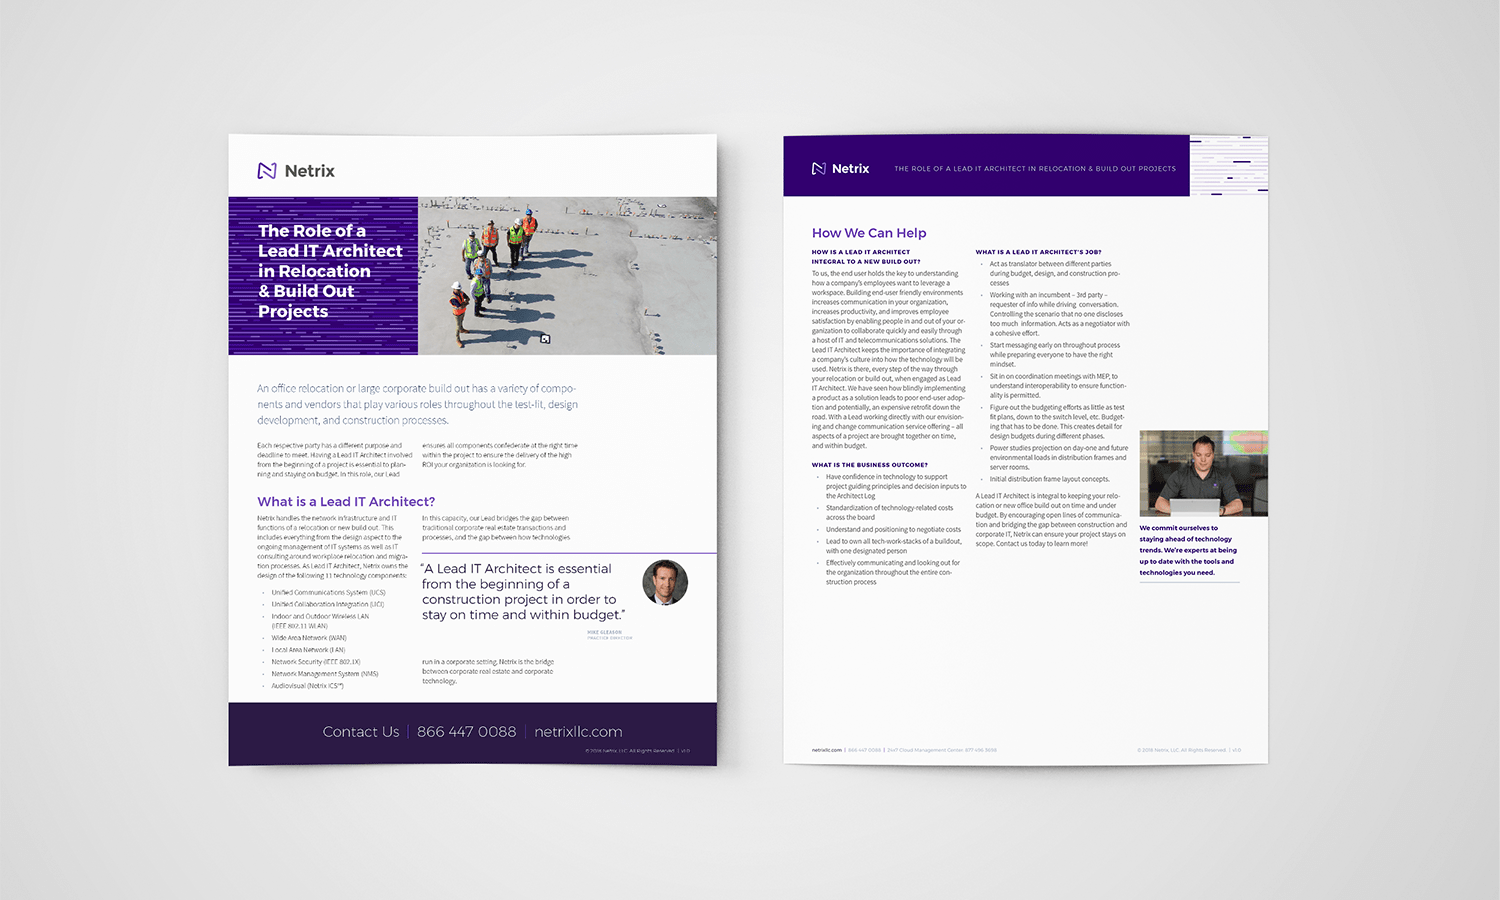 Netrix
The Role of a
Lead IT Architect
in Relocation
& Build Out
Projects
An office relocation or large corporate build out has a variety of compo-
nents and vendors that play various roles throughout the test-fit, design
development, and construction processes.
Each respective party has a different purpose and
deadline to meet. Having a Lead IT Architect involved
from the beginning of a project is essential to plan-
ning and staying on budget. In this role, our Lead
ensures all components confederate at the right time
within the project to ensure the delivery of the high
ROI your organization is looking for.
What is a Lead IT Architect?
Netrix handles the network infrastructure and IT
functions of a relocation or new build out. This
includes everything from the design aspect to the
ongoing management of IT systems as well as IT
consulting around workplace relocation and migra-
tion processes. As Lead IT Architect, Netrix owns the
design of the following 11 technology components:
· Unified Communications System (UCS)
· Unified Collaboration Integration (UCI)
· Indoor and Outdoor Wireless LAN
(IEEE 802.11 WLAN)
· Wide Area Network (WAN)
· Local Area Network (LAN)
· Network Security (IEEE 802.1X)
· Network Management System (NMS)
· Audiovisual (Netrix ICS™)
In this capacity, our Lead bridges the gap between
traditional corporate real estate transactions and
processes, and the gap between how technologies
“A Lead IT Architect is essential
from the beginning of a
construction project in order to
stay on time and within budget.”
MIKE GLEASON
PRACTICE DIRECTOR
run in a corporate setting. Netrix is the bridge
between corporate real estate and corporate
technology.
Contact Us | 866 447 0088 | netrixllc.com
© 2018 Netrix, LLC. All Rights Reserved. | v1.0
Netrix THE ROLE OF A LEAD IT ARCHITECT IN RELOCATION & BUILD OUT PROJECTS
How We Can Help
HOW IS A LEAD IT ARCHITECT
INTEGRAL TO A NEW BUILD OUT?
To us, the end user holds the key to understanding
how a company's employees want to leverage a
workspace. Building end-user friendly environments
increases communication in your organization,
increases productivity, and improves employee
satisfaction by enabling people in and out of your or-
ganization to collaborate quickly and easily through
a host of IT and telecommunications solutions. The
Lead IT Architect keeps the importance of integrating
a company's culture into how the technology will be
used. Netrix is there, every step of the way through
your relocation or build out, when engaged as Lead
IT Architect. We have seen how blindly implementing
a product as a solution leads to poor end-user adop-
tion and potentially, an expensive retrofit down the
road. With a Lead working directly with our envision-
ing and change communication service offering – all
aspects of a project are brought together on time,
and within budget.
WHAT IS THE BUSINESS OUTCOME?
· Have confidence in technology to support
project guiding principles and decision inputs to
the Architect Log
· Standardization of technology-related costs
across the board
· Understand and positioning to negotiate costs
· Lead to own all tech-work-stacks of a buildout,
with one designated person
· Effectively communicating and looking out for
the organization throughout the entire con-
struction process
WHAT IS A LEAD IT ARCHITECT'S JOB?
· Act as translator between different parties
during budget, design, and construction pro-
cesses
· Working with an incumbent – 3rd party –
requester of info while driving conversation.
Controlling the scenario that no one discloses
too much information. Acts as a negotiator with
a cohesive effort.
· Start messaging early on throughout process
while preparing everyone to have the right
mindset.
· Sit in on coordination meetings with MEP, to
understand interoperability to ensure function-
ality is permitted.
· Figure out the budgeting efforts as little as test
fit plans, down to the switch level, etc. Budget-
ing that has to be done. This creates detail for
design budgets during different phases.
· Power studies projection on day-one and future
environmental loads in distribution frames and
server rooms.
· Initial distribution frame layout concepts.
A Lead IT Architect is integral to keeping your relo-
cation or new office build out on time and under
budget. By encouraging open lines of communica-
tion and bridging the gap between construction and
corporate IT, Netrix can ensure your project stays on
scope. Contact us today to learn more!
We commit ourselves to
staying ahead of technology
trends. We're experts at being
up to date with the tools and
technologies you need.
netrixllc.com | 866 447 0088 | 24x7 Cloud Management Center: 877 VBE 3698
© 2018 Netrix, LLC. All Rights Reserved. | v1.0